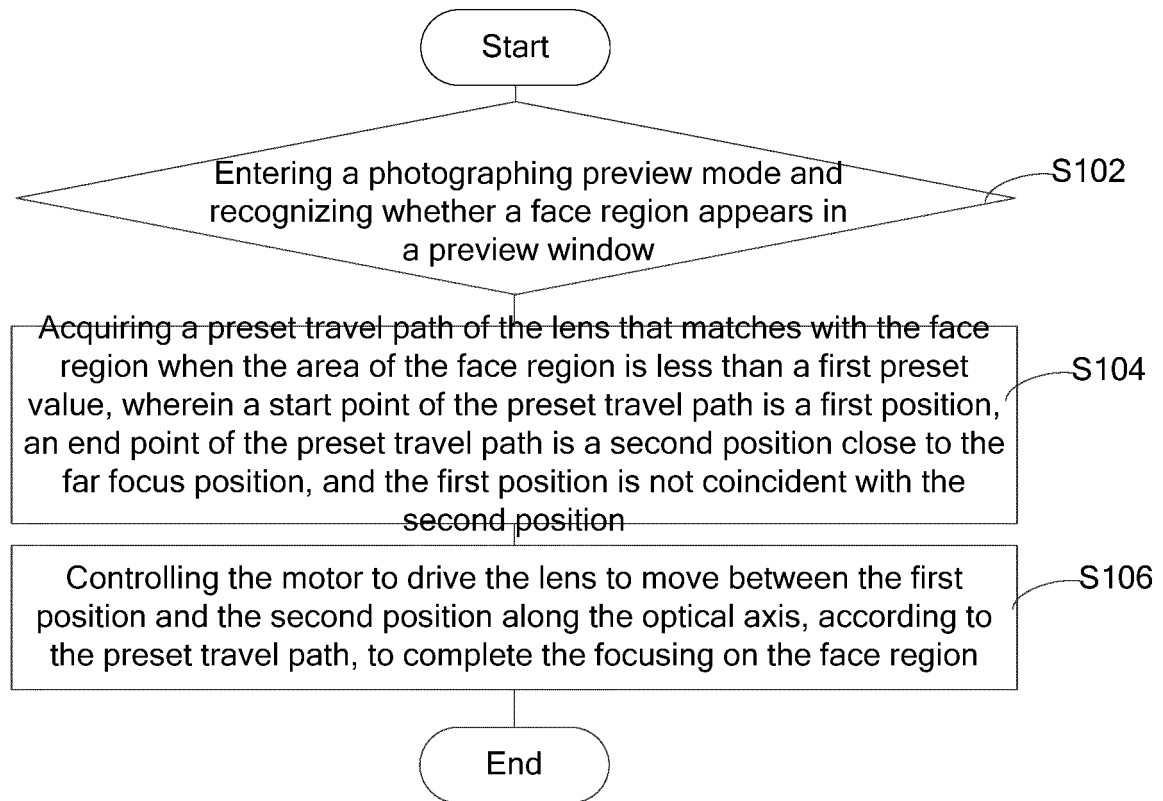 Start
Entering a photographing preview mode and
recognizing whether a face region appears in
a preview window
S102
Acquiring a preset travel path of the lens that matches with the face
region when the area of the face region is less than a first preset
value, wherein a start point of the preset travel path is a first position,
an end point of the preset travel path is a second position close to the
far focus position, and the first position is not coincident with the
second position
S104
Controlling the motor to drive the lens to move between the first
position and the second position along the optical axis, according to
the preset travel path, to complete the focusing on the face region
S106
End